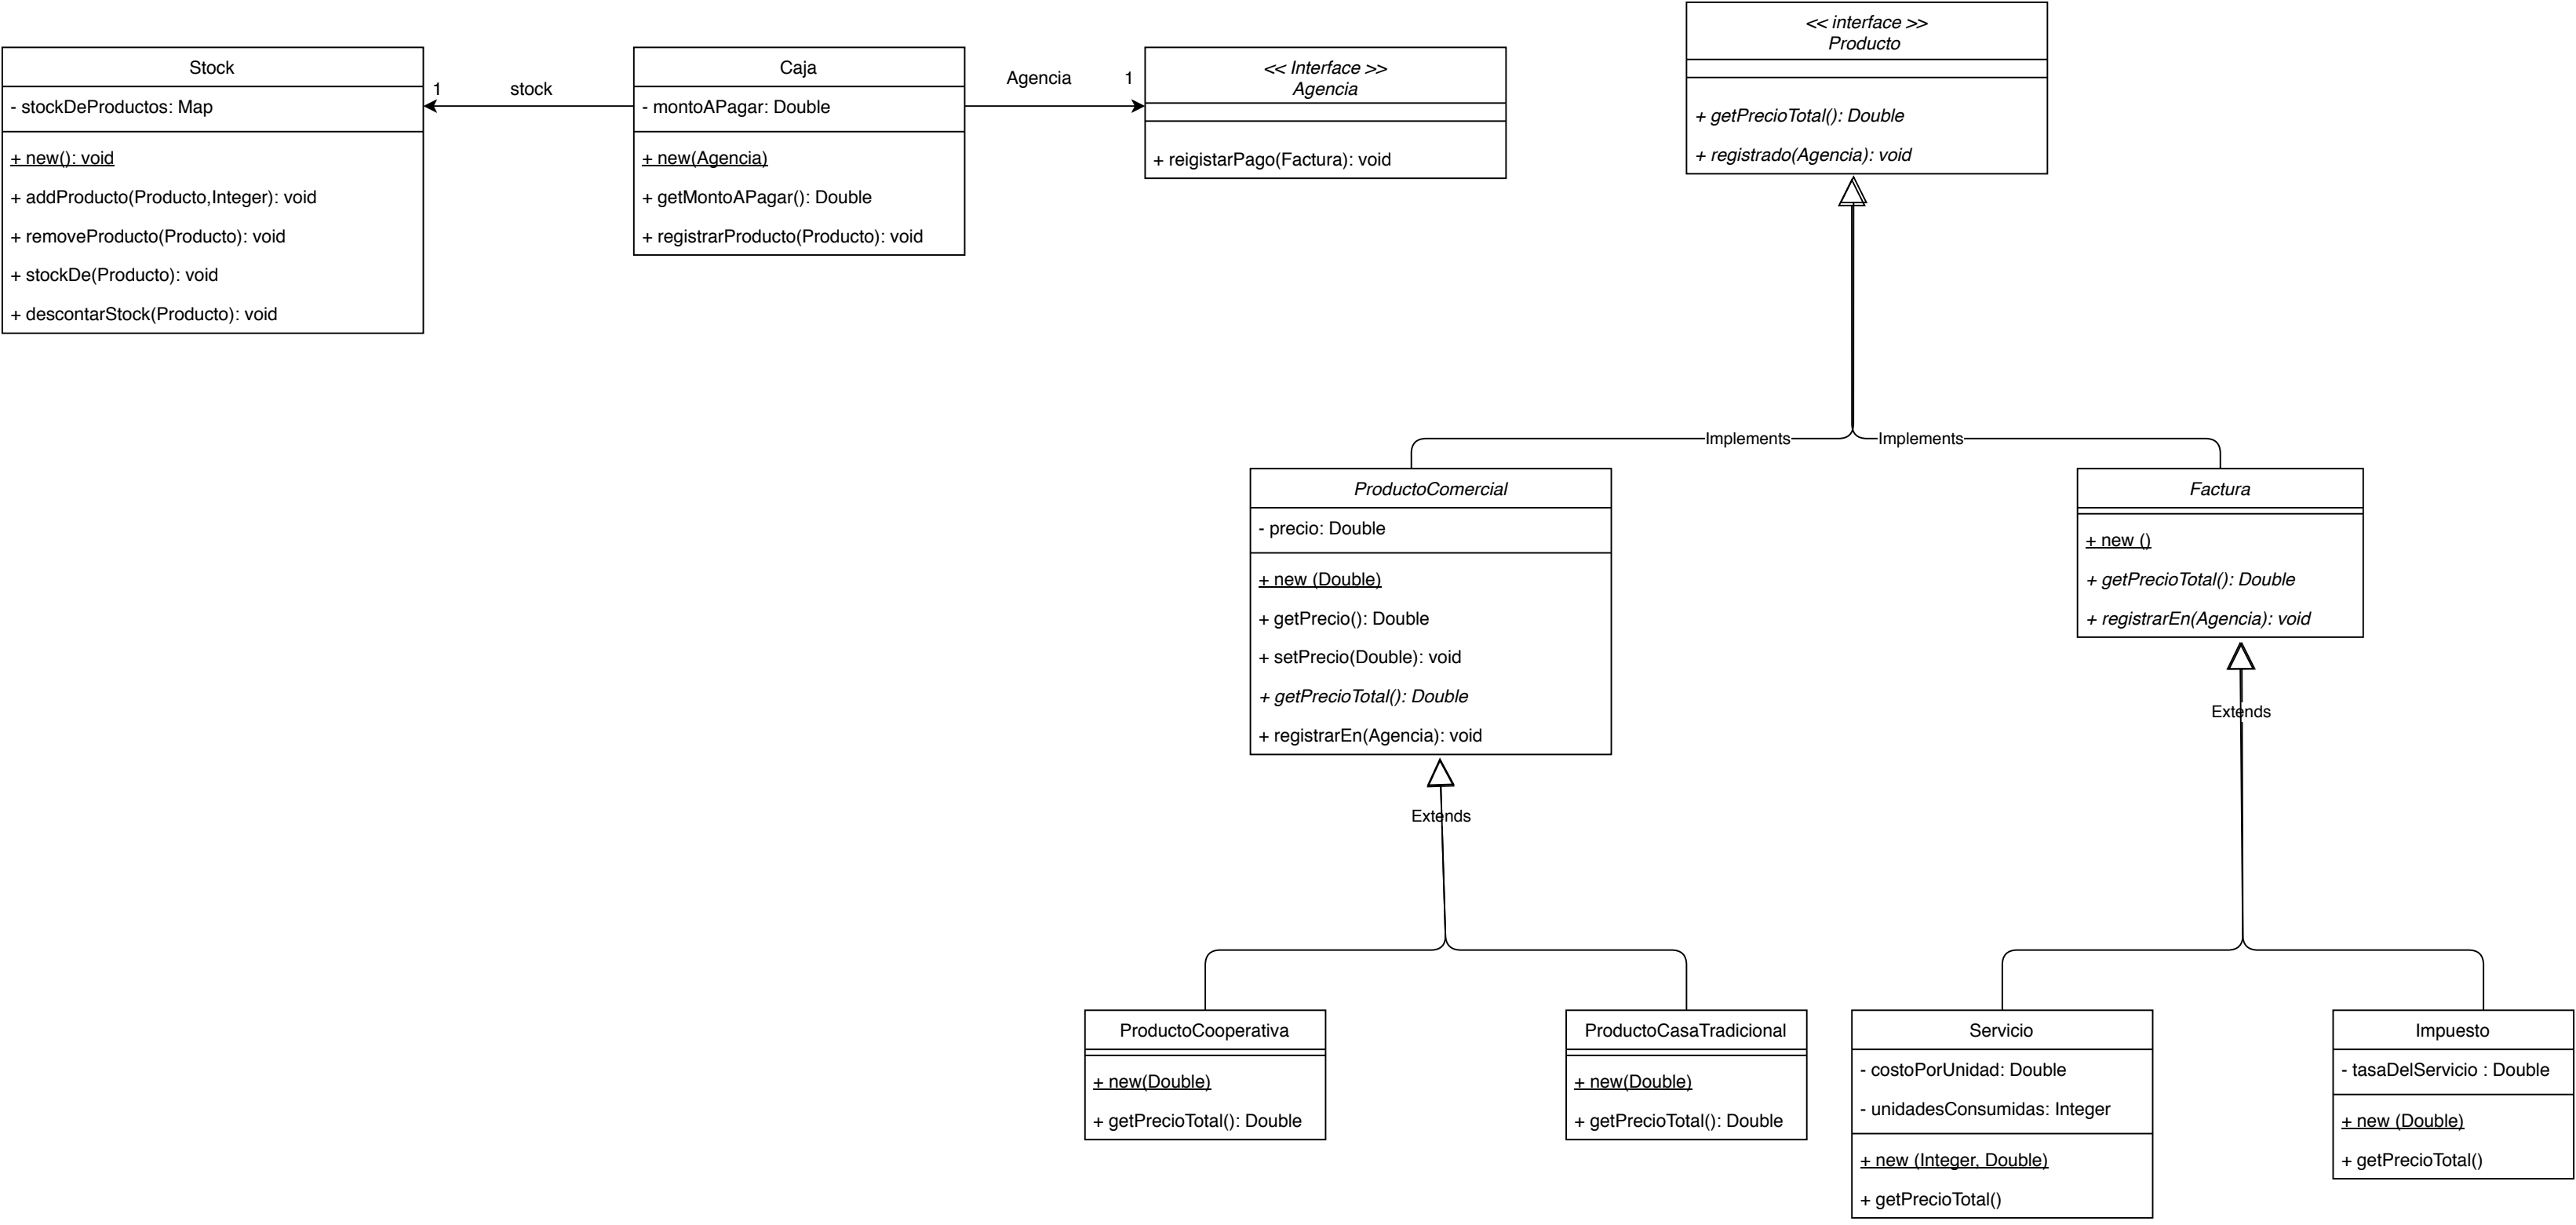 Stock
- stockDeProductos: Map
+ new(): void
+ addProducto(Producto,Integer): void
+ removeProducto(Producto): void
+ stockDe(Producto): void
+ descontarStock(Producto): void
1
stock
Caja
- montoAPagar: Double
+ new(Agencia)
+ getMontoAPagar(): Double
+ registrarProducto(Producto): void
Agencia
1
<< Interface >>
Agencia
+ reigistarPago(Factura): void
<< interface >>
Producto
+ getPrecioTotal(): Double
+ registrado(Agencia): void
Implements
Implements
ProductoComercial
- precio: Double
+ new (Double)
+ getPrecio(): Double
+ setPrecio(Double): void
+ getPrecioTotal(): Double
+ registrarEn(Agencia): void
Factura
+ new ()
+ getPrecioTotal(): Double
+ registrarEn(Agencia): void
Extends
Extends
ProductoCooperativa
+ new(Double)
+ getPrecioTotal(): Double
ProductoCasaTradicional
+ new(Double)
+ getPrecioTotal(): Double
Servicio
- costoPorUnidad: Double
- unidadesConsumidas: Integer
+ new (Integer, Double)
+ getPrecioTotal()
Impuesto
- tasaDelServicio : Double
+ new (Double)
+ getPrecioTotal()